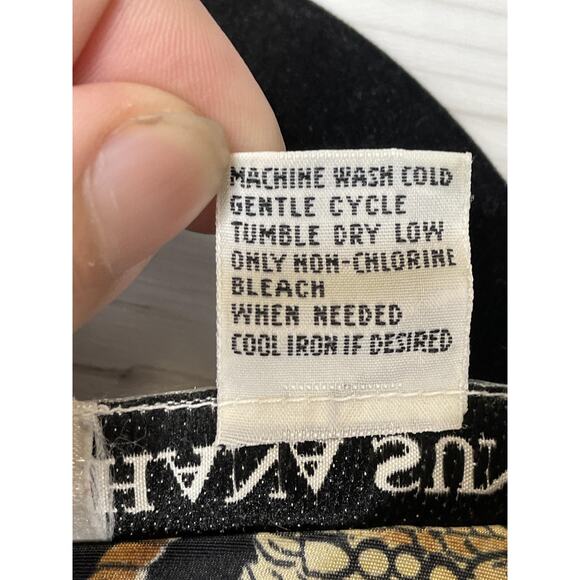 MACHINE WASH COLD
GENTLE CYCLE
TUMBLE DRY LOW
ONLY NON-CHLORINE
BLEACH
WHEN NEEDED
COOL IRON IF DESIRED